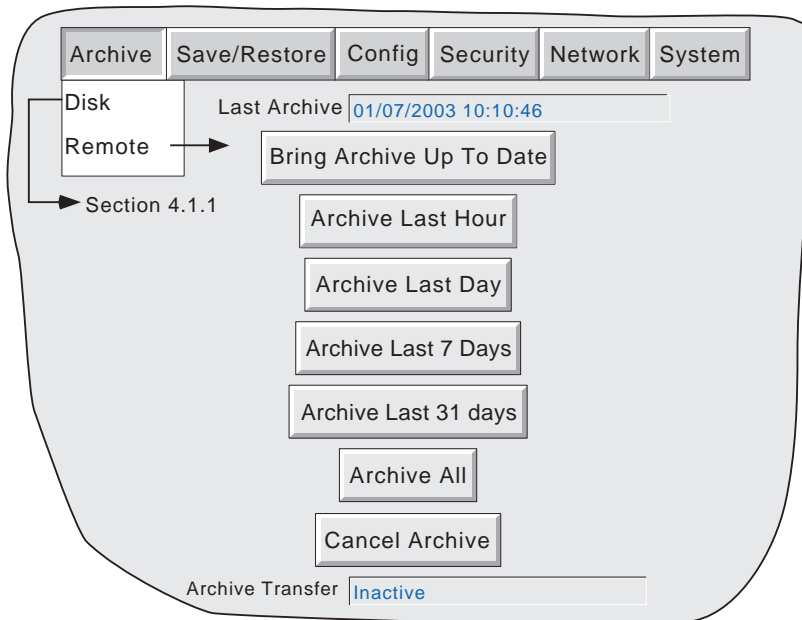 Archive Save/Restore Config Security Network System
Disk
Last Archive 01/07/2003 10:10:46
Remote
Bring Archive Up To Date
Section 4.1.1
Archive Last Hour
Archive Last Day
Archive Last 7 Days
Archive Last 31 days
Archive All
Cancel Archive
Archive Transfer Inactive